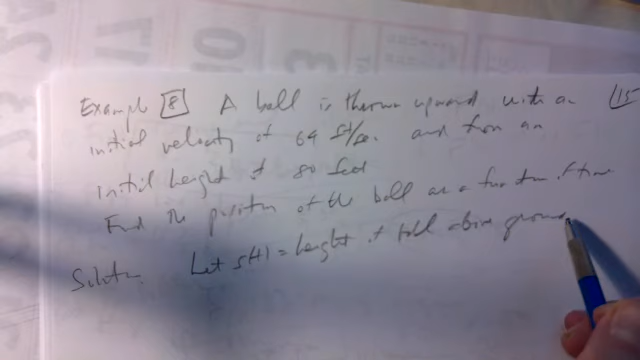 Example 8 A ball is thrown upward with an
initial velocity of 64 ft/sec. and from an
initial height of 80 feet
Find the position of the ball as a function of time
Solution Let s(t) = height of ball above ground